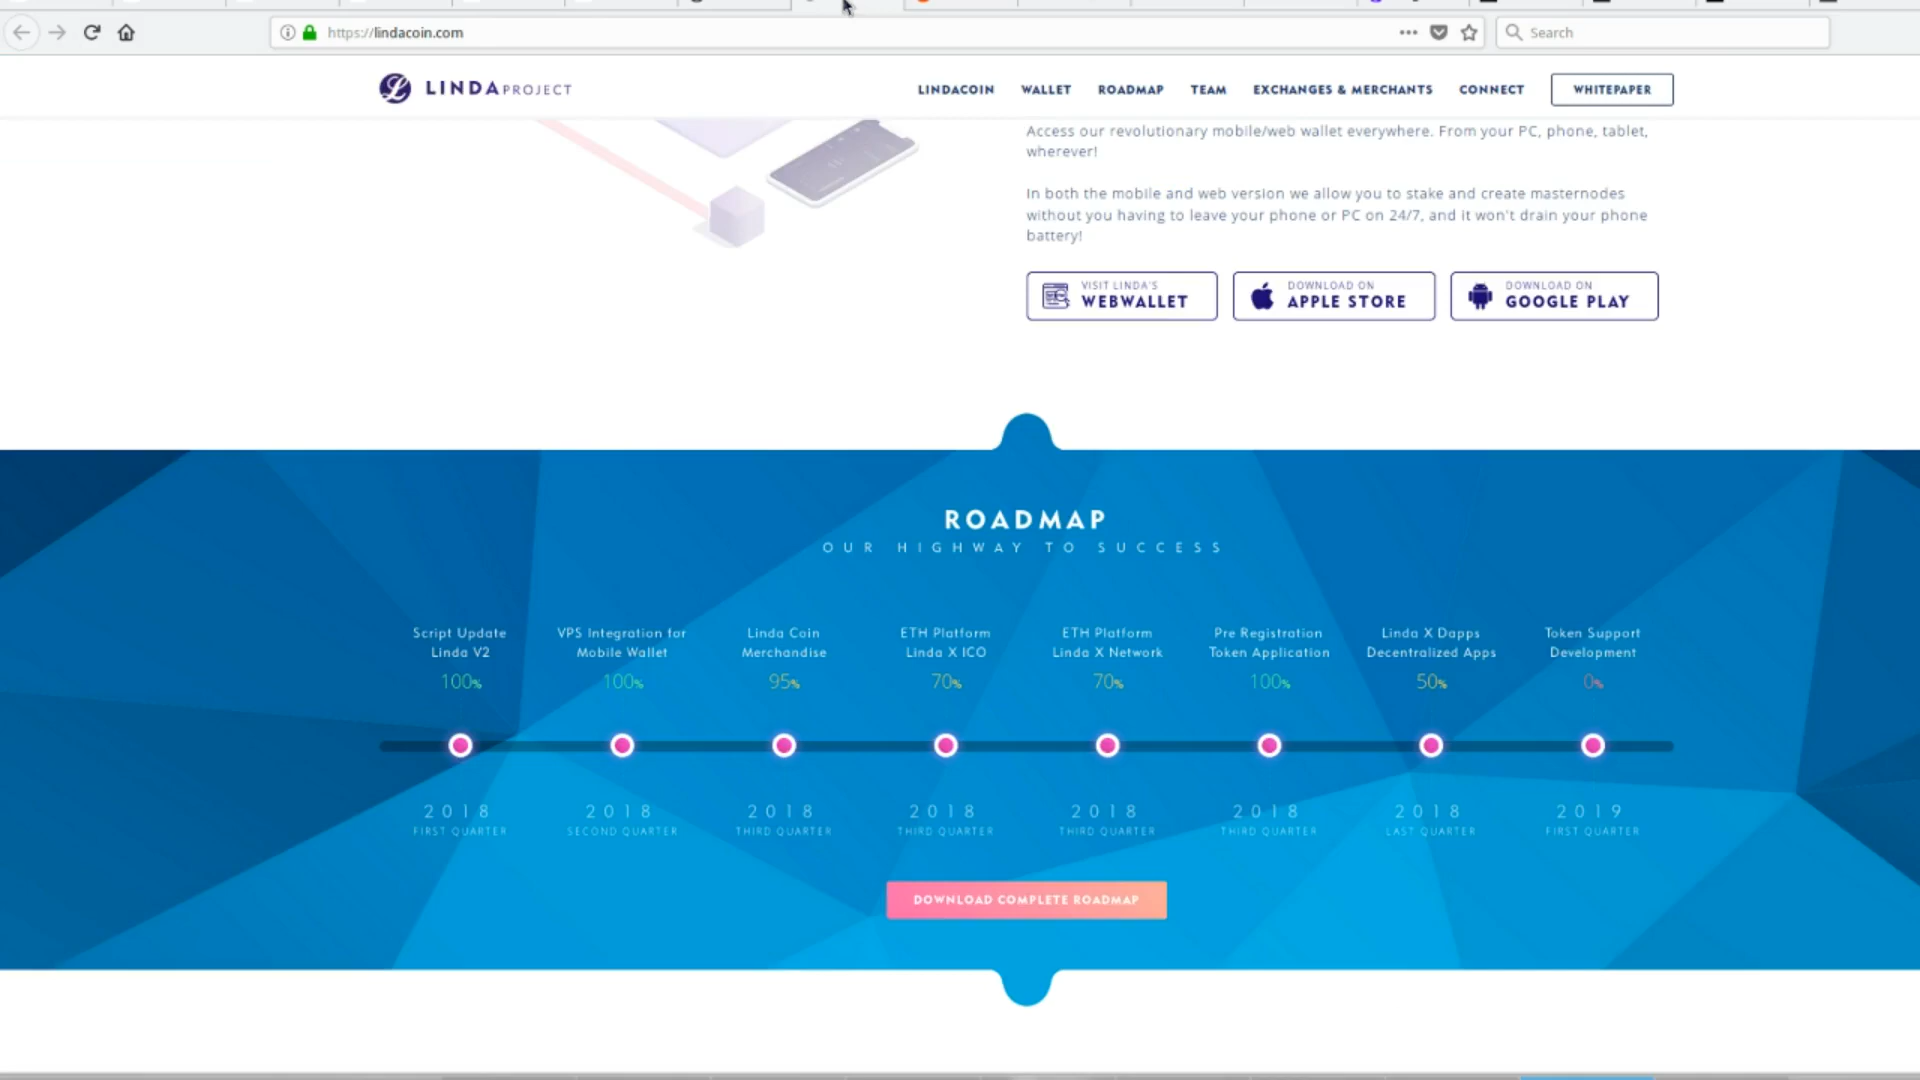 https://lindacoin.com
Search
LINDAPROJECT
LINDACOIN WALLET ROADMAP TEAM EXCHANGES & MERCHANTS CONNECT WHITEPAPER
Access our revolutionary mobile/web wallet everywhere. From your PC, phone, tablet,
wherever!
In both the mobile and web version we allow you to stake and create masternodes
without you having to leave your phone or PC on 24/7, and it won't drain your phone
battery!
VISIT LINDA'S
WEBWALLET
DOWNLOAD ON
APPLE STORE
DOWNLOAD ON
GOOGLE PLAY
ROADMAP
OUR HIGHWAY TO SUCCESS
Script Update
Linda V2
100%
2018
FIRST QUARTER
VPS Integration for
Mobile Wallet
100%
2018
SECOND QUARTER
Linda Coin
Merchandise
95%
2018
THIRD QUARTER
ETH Platform
Linda X ICO
70%
2018
THIRD QUARTER
ETH Platform
Linda X Network
70%
2018
THIRD QUARTER
Pre Registration
Token Application
100%
2018
THIRD QUARTER
Linda X Dapps
Decentralized Apps
50%
2018
LAST QUARTER
Token Support
Development
0%
2019
FIRST QUARTER
DOWNLOAD COMPLETE ROADMAP